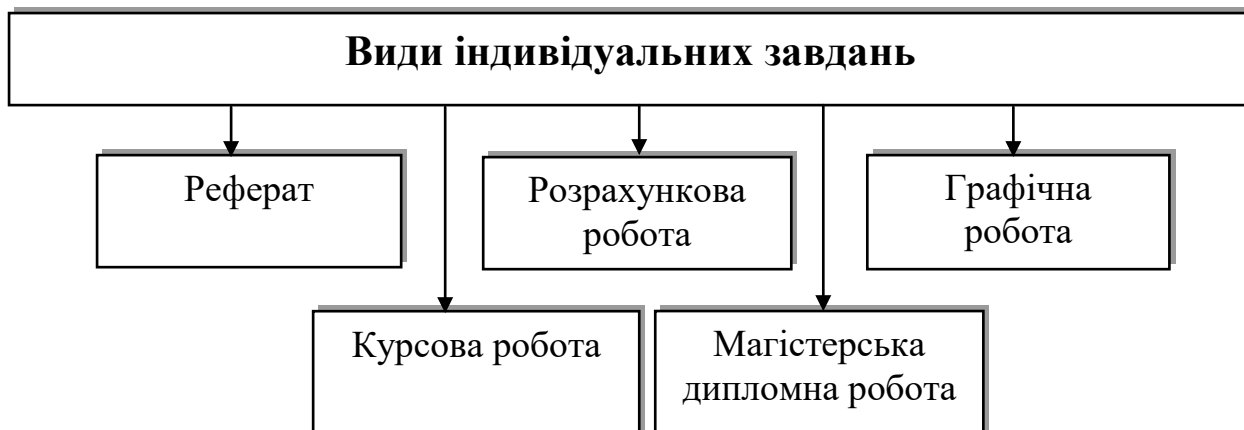 Види індивідуальних завдань
Реферат
Розрахункова
робота
Графічна
робота
Курсова робота
Магістерська
дипломна робота